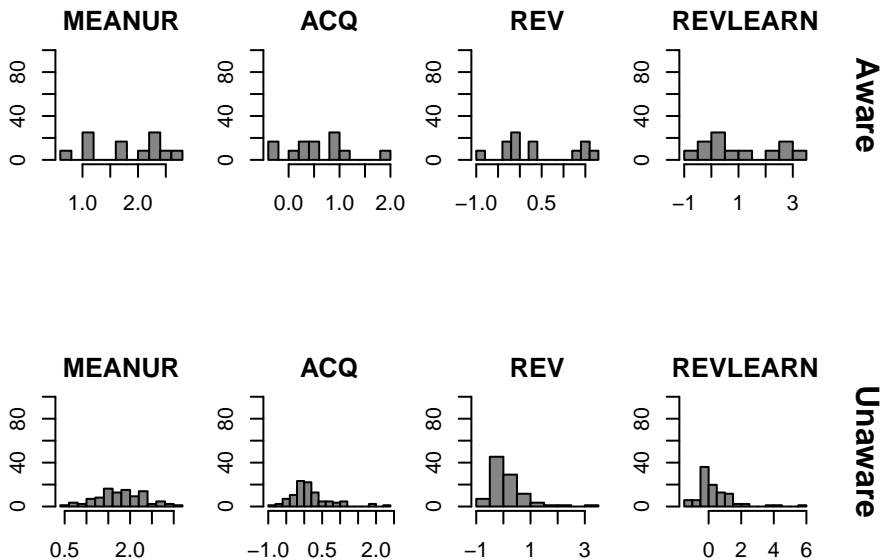 MEANUR ACQ REV REVLEARN
Aware
0 40 80 0 40 80 0 40 80 0 40 80
1.0 2.0 0.0 1.0 2.0 −1.0 0.5 −1 1 3
MEANUR ACQ REV REVLEARN
Unaware
0 40 80 0 40 80 0 40 80 0 40 80
0.5 2.0 −1.0 0.5 2.0 −1 1 3 0 2 4 6